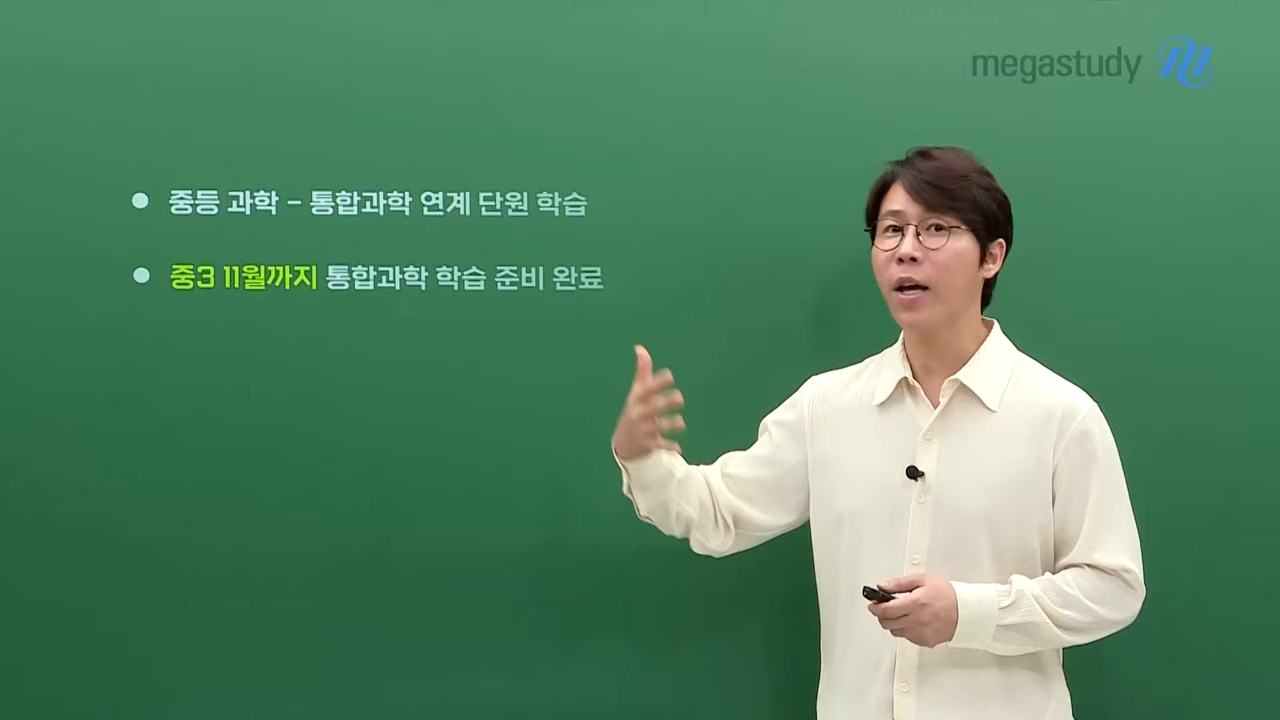 megastudy
중등 과학 - 통합과학 연계 단원 학습
중3 11월까지 통합과학 학습 준비 완료